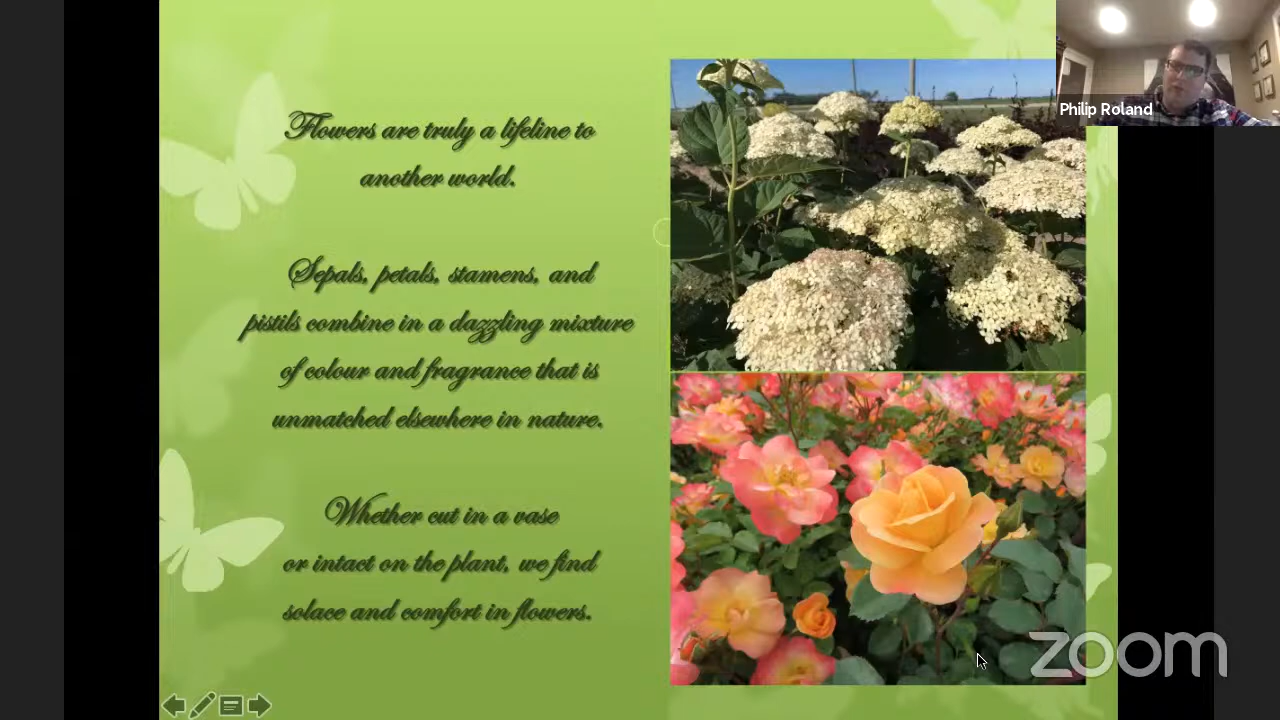 Flowers are truly a lifeline to
another world.
Sepals, petals, stamens, and
pistils combine in a dazzling mixture
of colour and fragrance that is
unmatched elsewhere in nature.
Whether cut in a vase
or intact on the plant, we find
solace and comfort in flowers.
Philip Roland
zoom